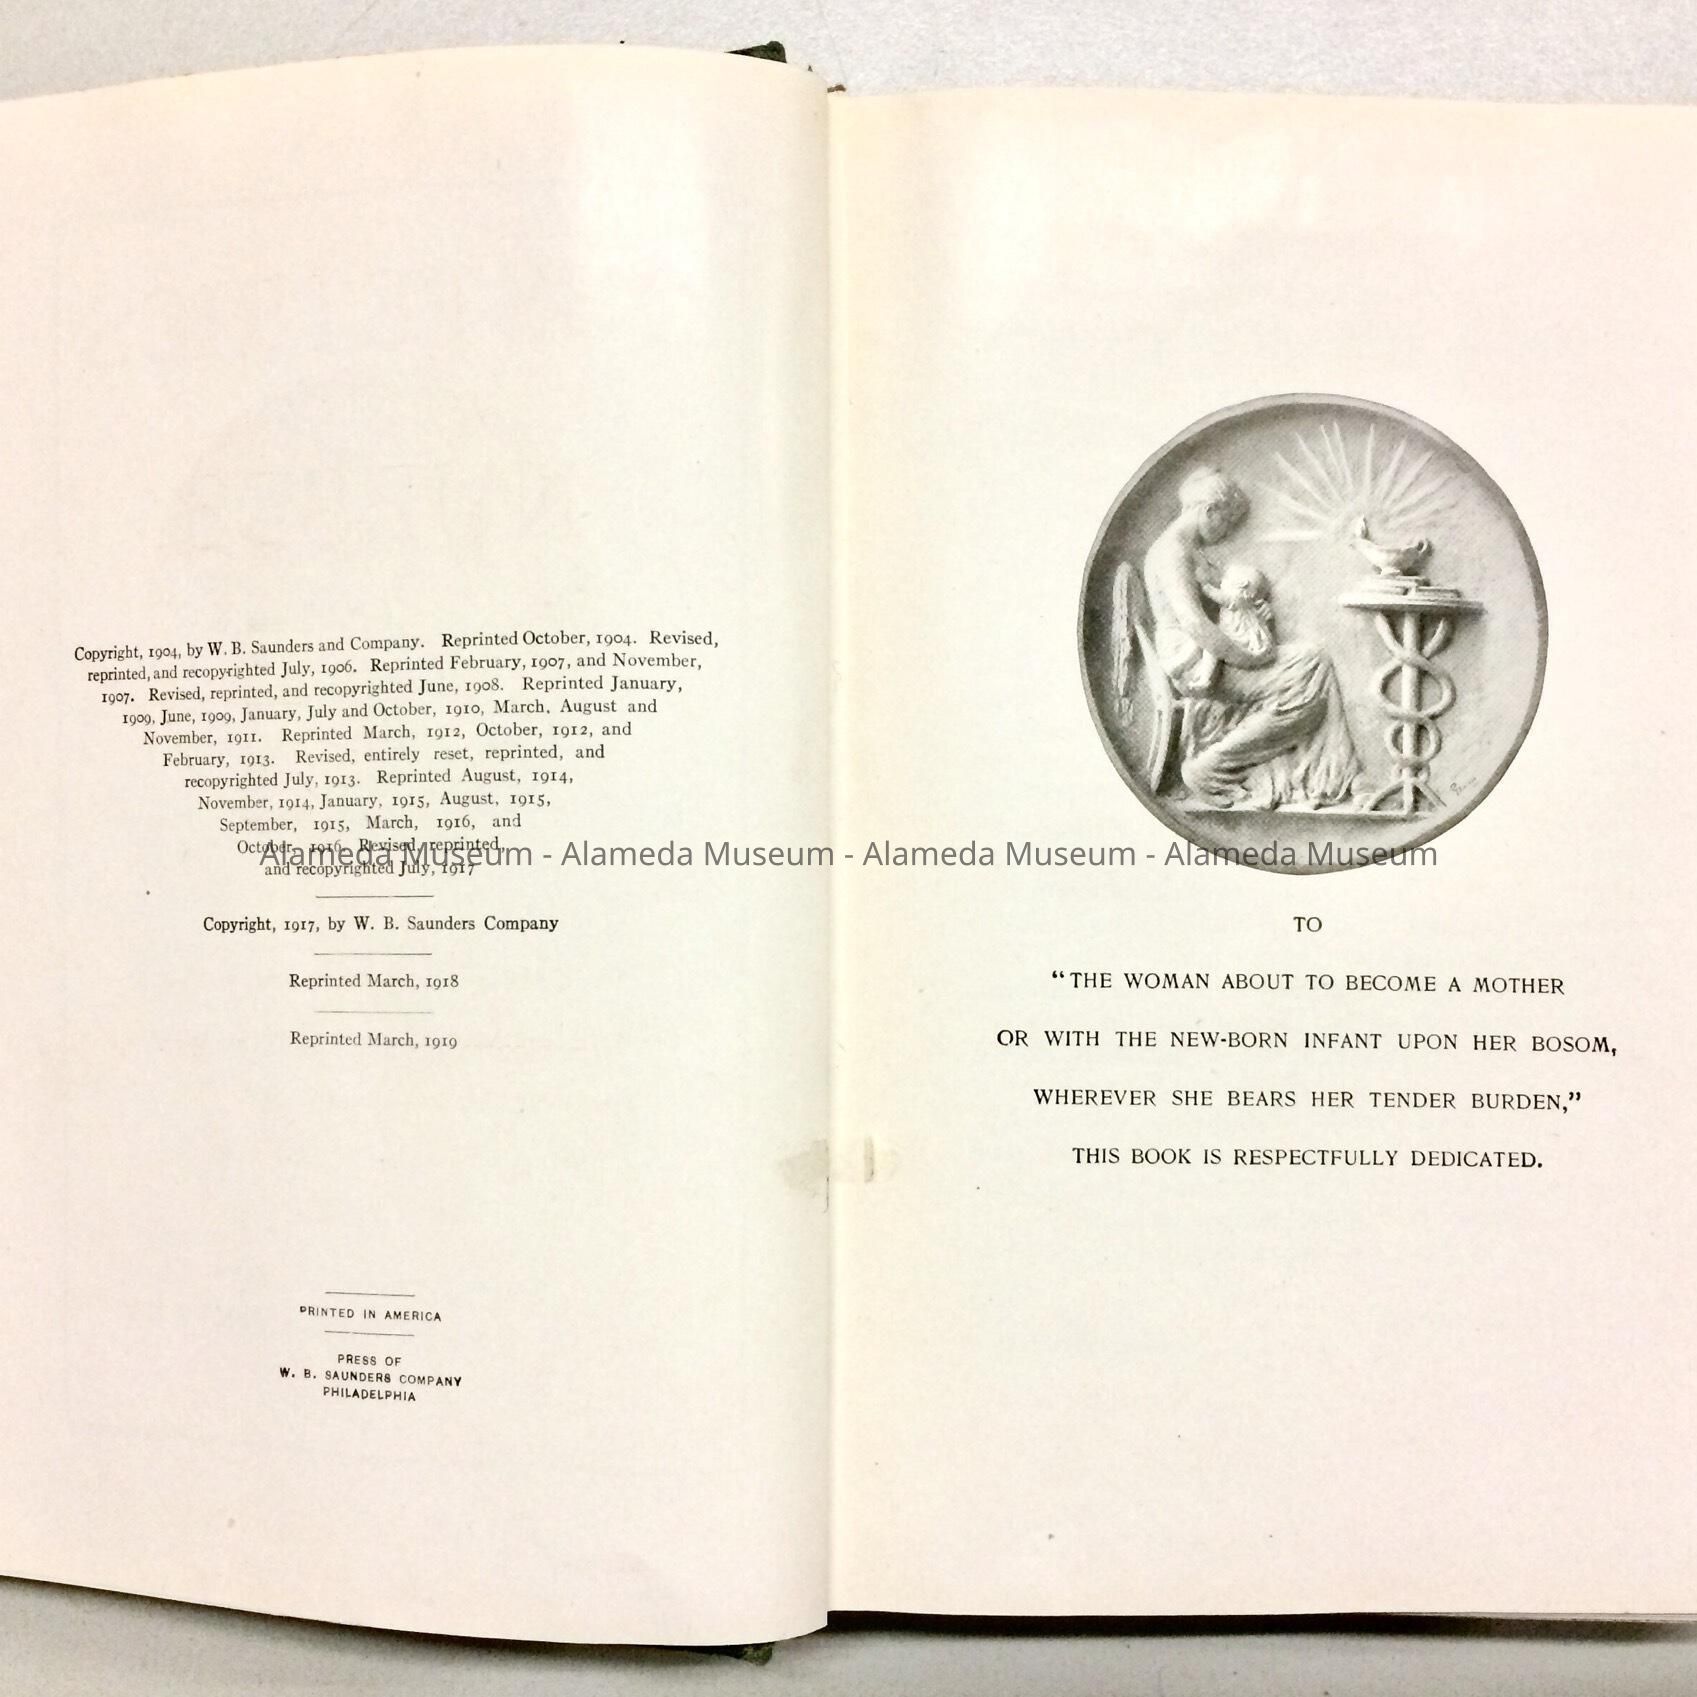 Copyright, 1904, by W. B. Saunders and Company. Reprinted October, 1904. Revised,
reprinted, and recopyrighted July, 1906. Reprinted February, 1907, and November,
1907. Revised, reprinted, and recopyrighted June, 1908. Reprinted January,
1909, June, 1909, January, July and October, 1910, March, August and
November, 1911. Reprinted March, 1912, October, 1912, and
February, 1913. Revised, entirely reset, reprinted, and
recopyrighted July, 1913. Reprinted August, 1914,
November, 1914, January, 1915, August, 1915,
September, 1915, March, 1916, and
October, 1916. Revised, reprinted,
and recopyrighted July, 1917
Copyright, 1917, by W. B. Saunders Company
Reprinted March, 1918
Reprinted March, 1919
PRINTED IN AMERICA
PRESS OF
W. B. SAUNDERS COMPANY
PHILADELPHIA
Alameda Museum - Alameda Museum - Alameda Museum - Alameda Museum
TO
“THE WOMAN ABOUT TO BECOME A MOTHER
OR WITH THE NEW-BORN INFANT UPON HER BOSOM,
WHEREVER SHE BEARS HER TENDER BURDEN,”
THIS BOOK IS RESPECTFULLY DEDICATED.